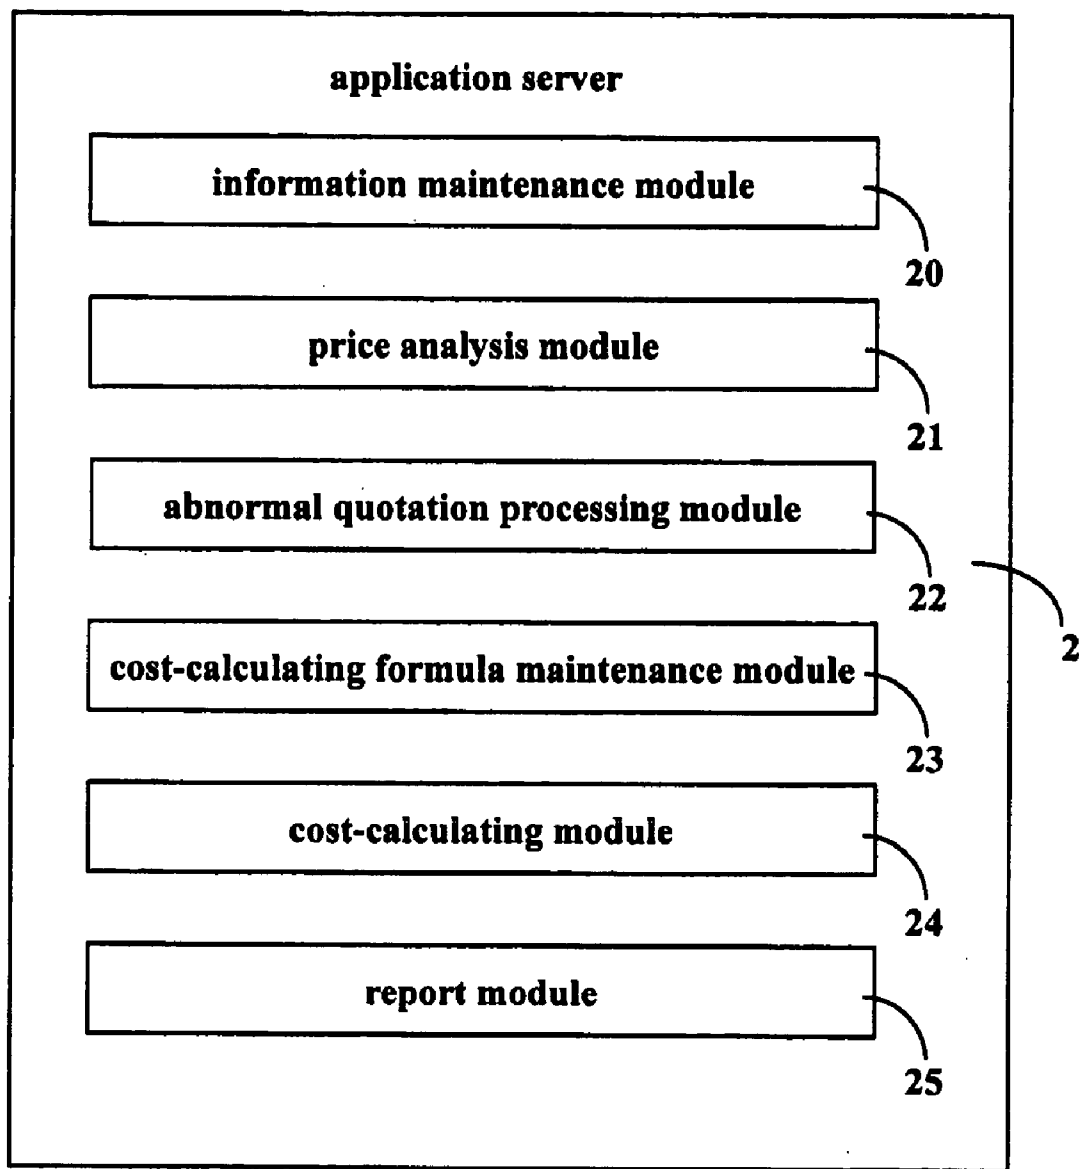 application server
information maintenance module
20
price analysis module
21
abnormal quotation processing module
22
2
cost-calculating formula maintenance module
23
cost-calculating module
24
report module
25